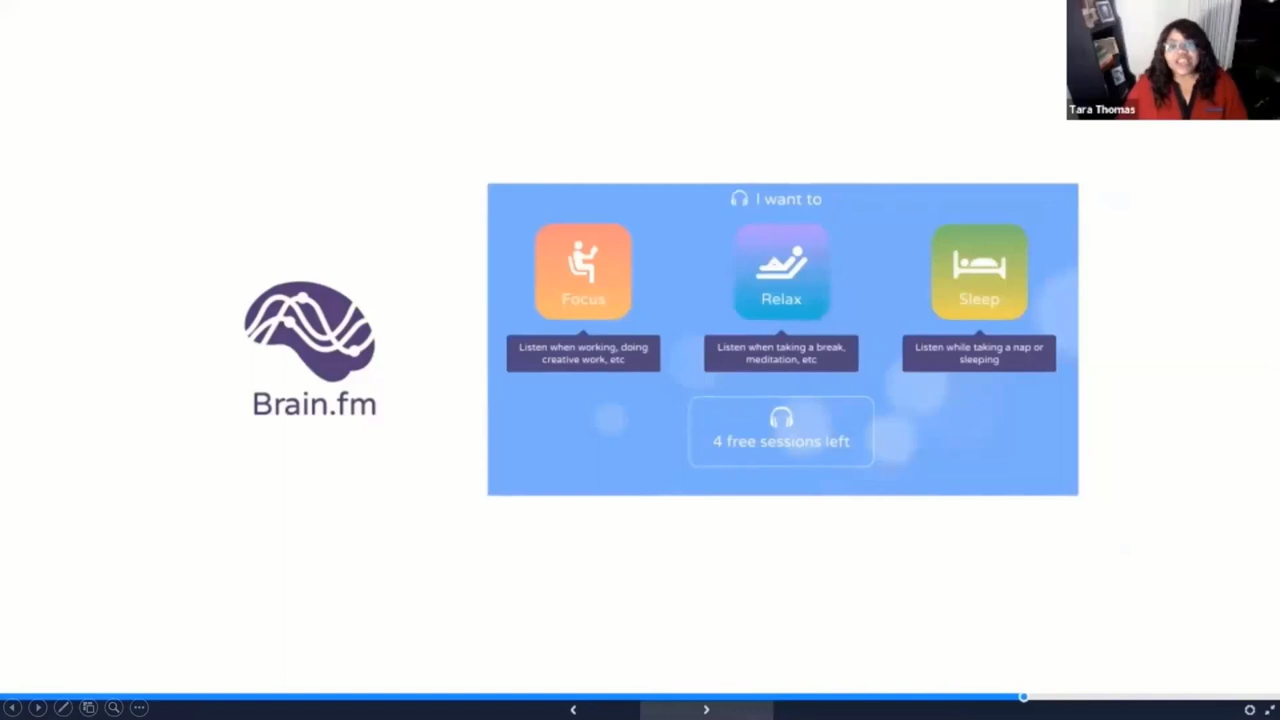 Tara Thomas
I want to
Focus
Relax
Sleep
Listen when working, doing
creative work, etc
Listen when taking a break,
meditation, etc
Listen while taking a nap or
sleeping
4 free sessions left
Brain.fm